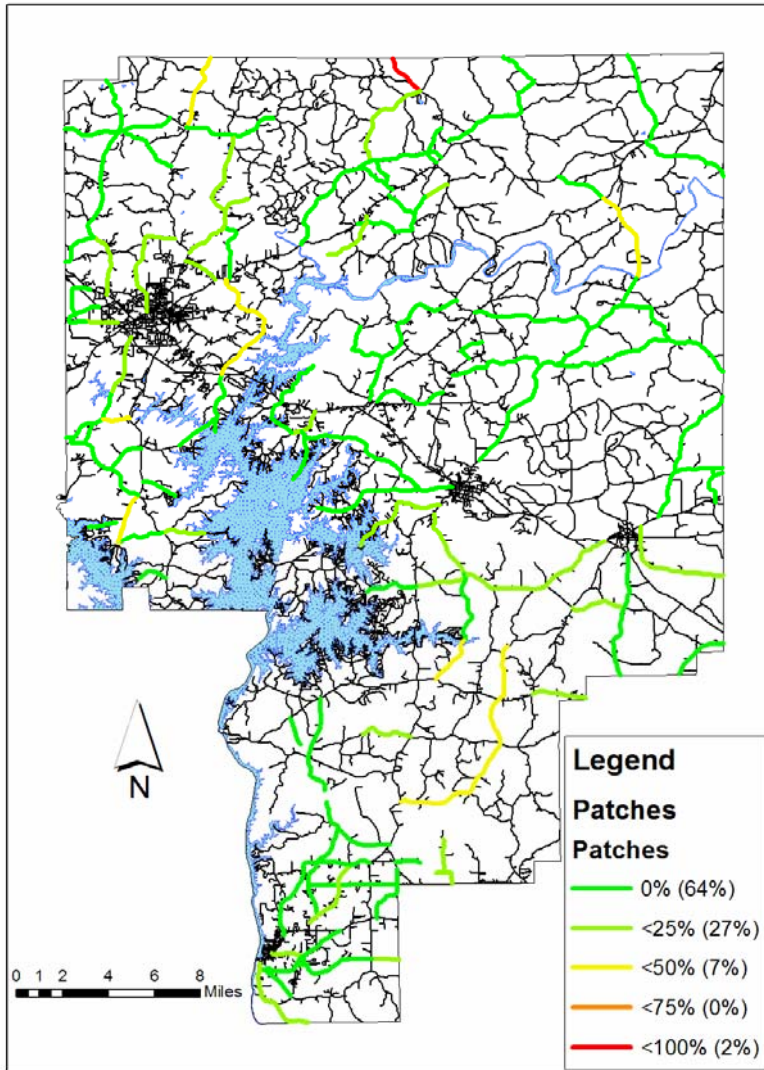 N
0 1 2 4 6 8
Miles
Legend
Patches
Patches
0% (64%)
<25% (27%)
<50% (7%)
<75% (0%)
<100% (2%)